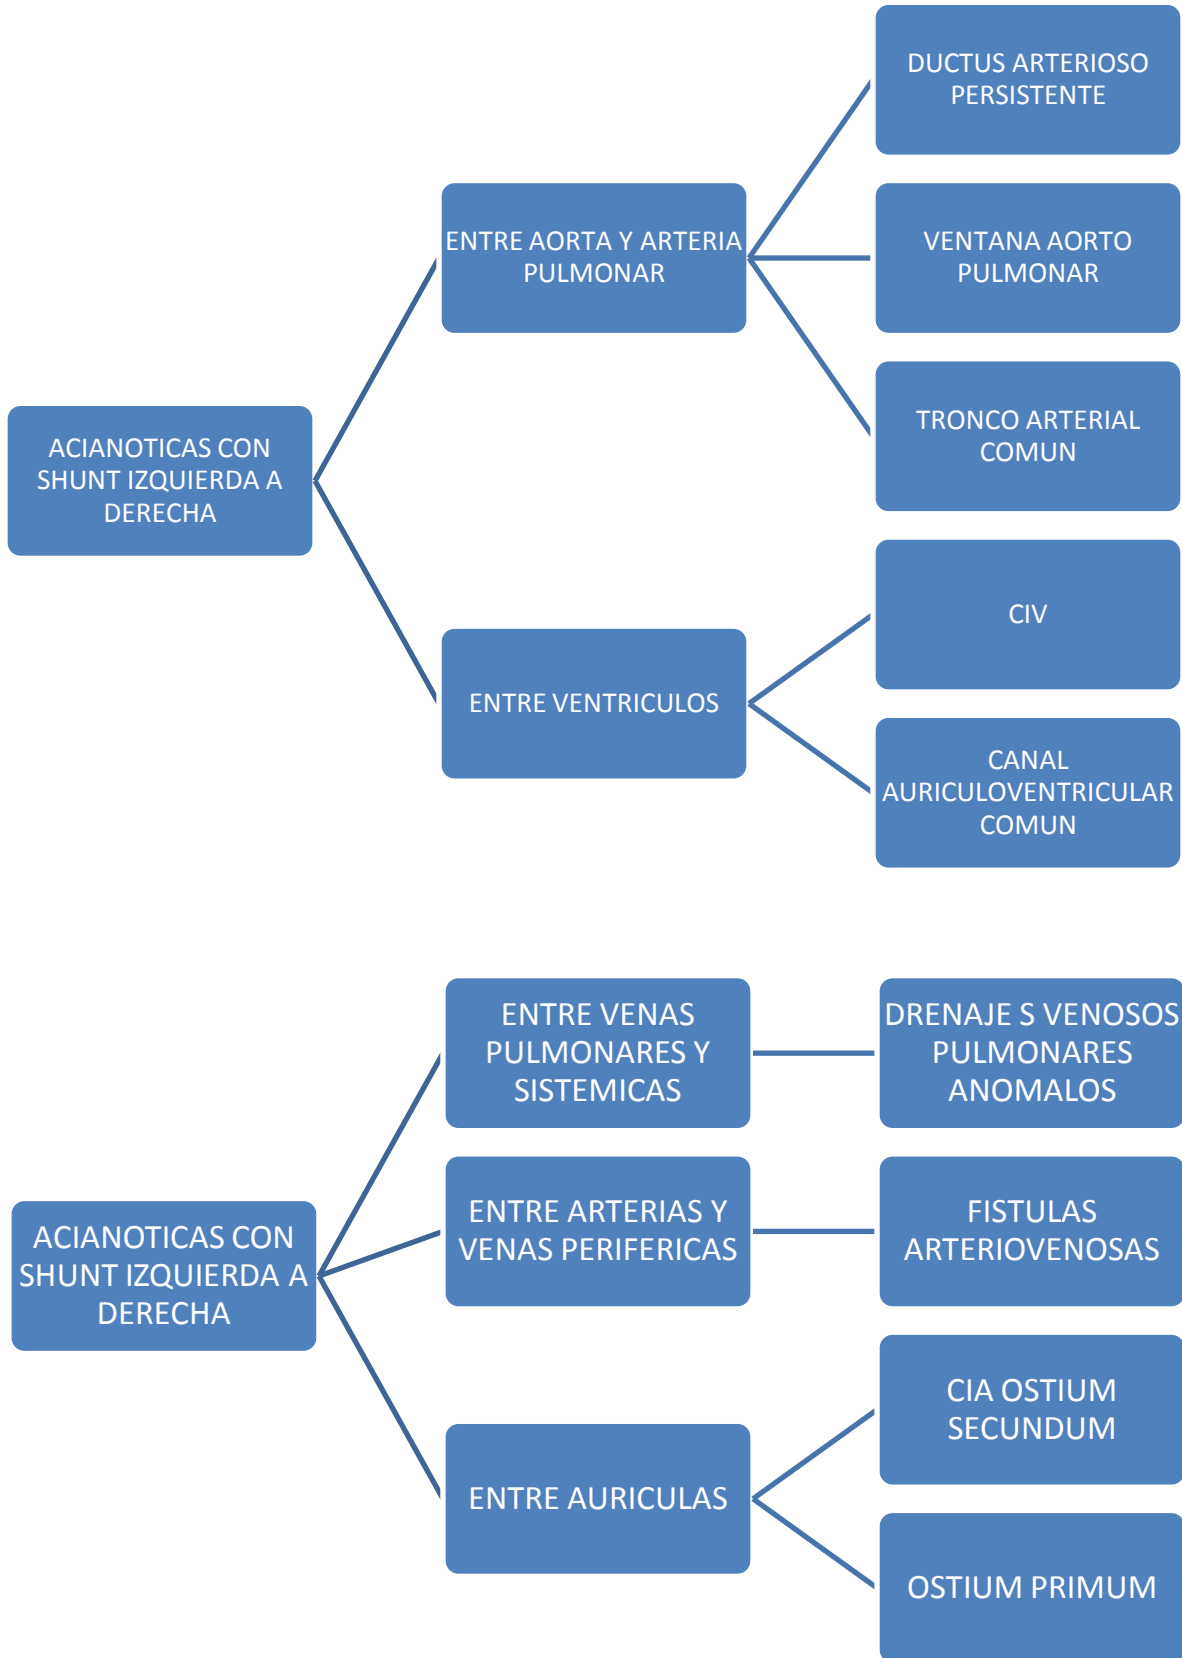 ACIANOTICAS CON
SHUNT IZQUIERDA A
DERECHA
ENTRE AORTA Y ARTERIA
PULMONAR
DUCTUS ARTERIOSO
PERSISTENTE
VENTANA AORTO
PULMONAR
TRONCO ARTERIAL
COMUN
ENTRE VENTRICULOS
CIV
CANAL
AURICULOVENTRICULAR
COMUN
ACIANOTICAS CON
SHUNT IZQUIERDA A
DERECHA
ENTRE VENAS
PULMONARES Y
SISTEMICAS
DRENAJE S VENOSOS
PULMONARES
ANOMALOS
ENTRE ARTERIAS Y
VENAS PERIFERICAS
FISTULAS
ARTERIOVENOSAS
ENTRE AURICULAS
CIA OSTIUM
SECUNDUM
OSTIUM PRIMUM